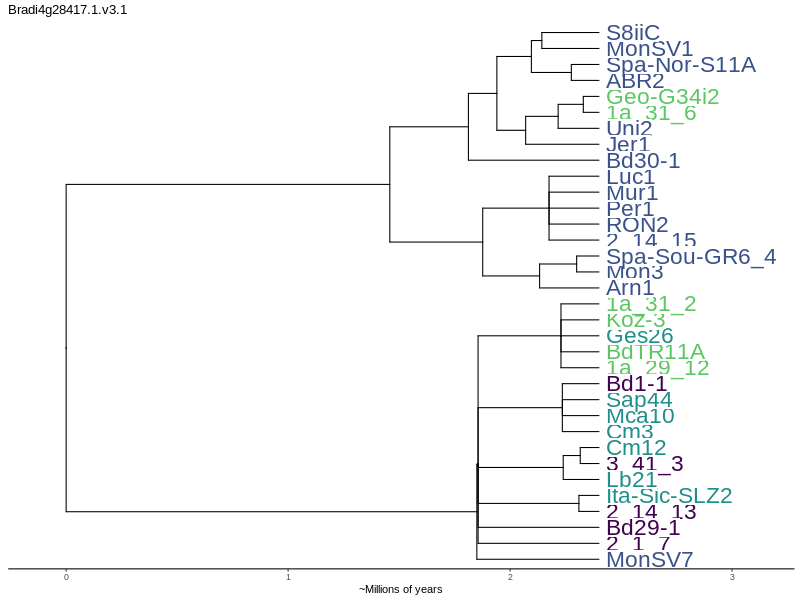 Bradi4g28417.1.v3.1
S8iiC
MonSV1
Spa-Nor-S11A
ABR2
Geo-G34i2
1a_31_6
Uni2
Jer1
Bd30-1
Luc1
Mur1
Per1
RON2
2_14_15
Spa-Sou-GR6_4
Mon3
Arn1
1a_31_2
Koz-3
Ges26
BdTR11A
1a_29_12
Bd1-1
Sap44
Mca10
Cm3
Cm12
3_41_3
Lb21
Ita-Sic-SLZ2
2_14_13
Bd29-1
2_1_7
MonSV7
0 1 2 3
~Millions of years